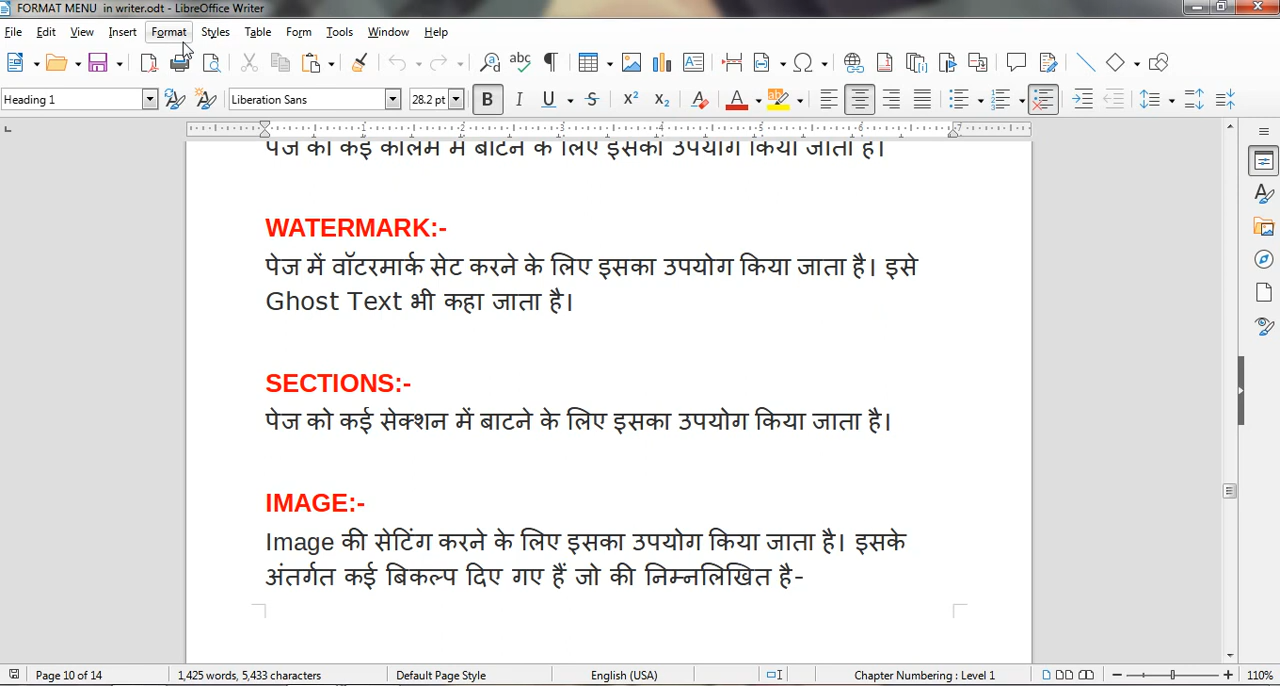 FORMAT MENU in writer.odt - LibreOffice Writer
File Edit View Insert Format Styles Table Form Tools Window Help
Heading 1 Liberation Sans 28.2 pt
पेज को कई कॉलम में बाटने के लिए इसका उपयोग किया जाता है।
WATERMARK:-
पेज में वॉटरमार्क सेट करने के लिए इसका उपयोग किया जाता है। इसे
Ghost Text भी कहा जाता है।
SECTIONS:-
पेज को कई सेक्शन में बाटने के लिए इसका उपयोग किया जाता है।
IMAGE:-
Image की सेटिंग करने के लिए इसका उपयोग किया जाता है। इसके
अंतर्गत कई बिकल्प दिए गए हैं जो की निम्नलिखित है-
Page 10 of 14 1,425 words, 5,433 characters Default Page Style English (USA) Chapter Numbering : Level 1 110%